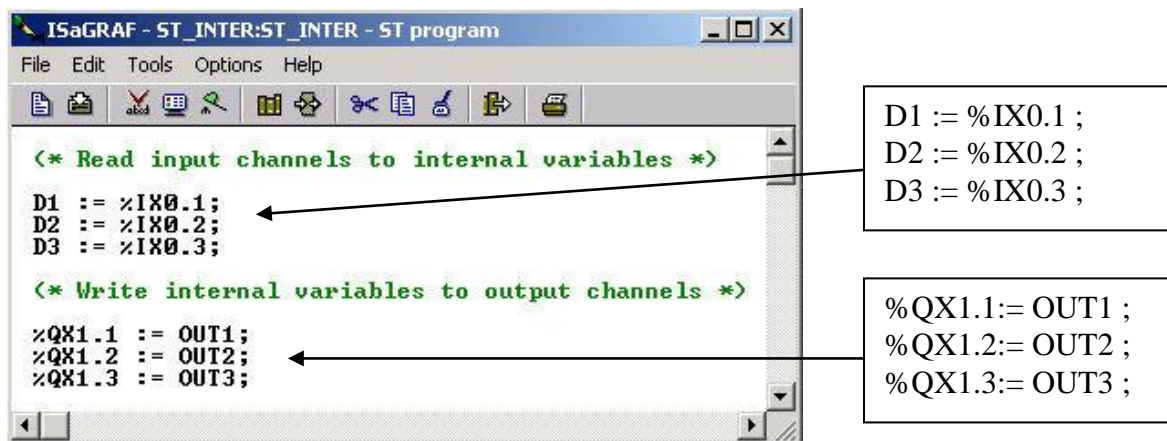 ISaGRAF - ST_INTER:ST_INTER - ST program
File Edit Tools Options Help
(* Read input channels to internal variables *)
D1 := %IX0.1;
D2 := %IX0.2;
D3 := %IX0.3;
(* Write internal variables to output channels *)
%QX1.1 := OUT1;
%QX1.2 := OUT2;
%QX1.3 := OUT3;
D1 := %IX0.1 ;
D2 := %IX0.2 ;
D3 := %IX0.3 ;
%QX1.1:= OUT1 ;
%QX1.2:= OUT2 ;
%QX1.3:= OUT3 ;